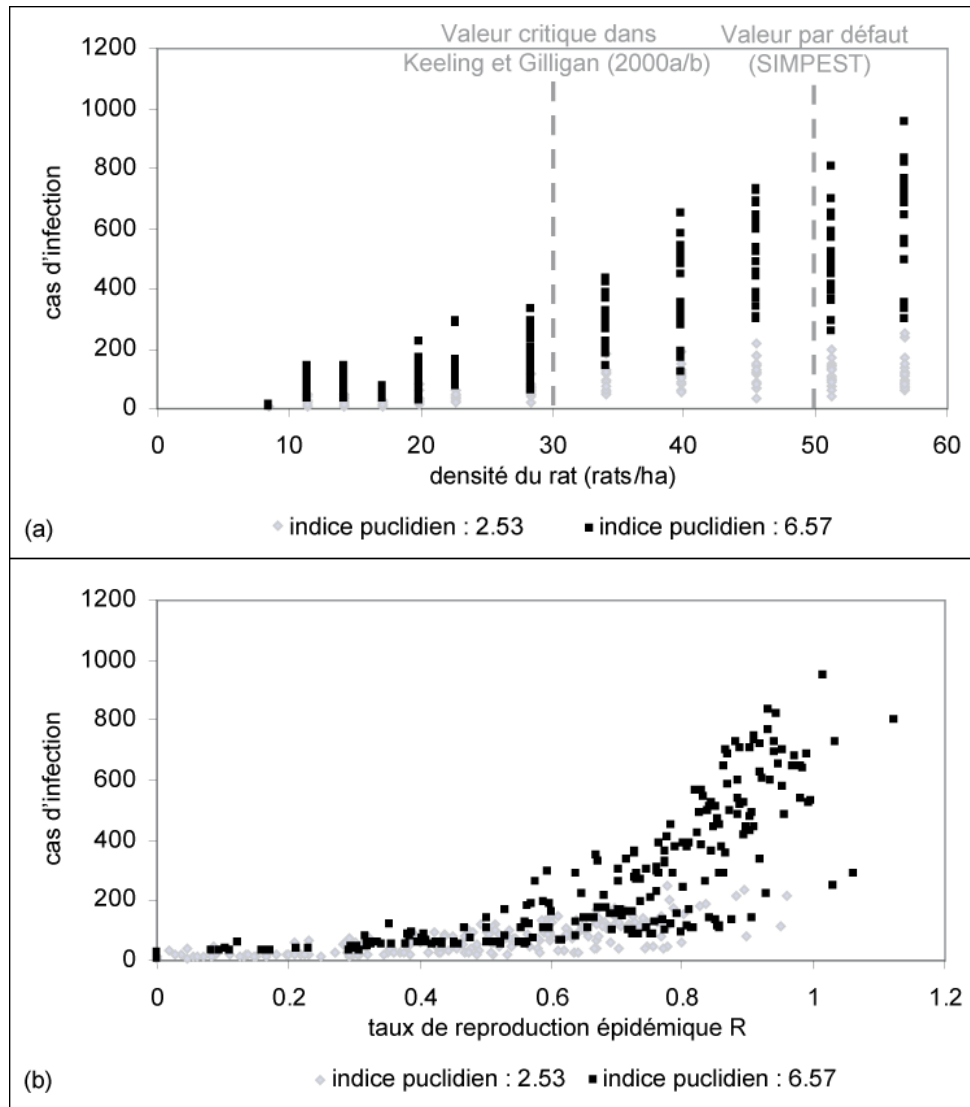 Valeur critique dans
Keeling et Gilligan (2000a/b)
Valeur par défaut
(SIMPEST)
1200
1000
800
600
400
200
0
cas d'infection
0 10 20 30 40 50 60
densité du rat (rats/ha)
(a)
indice puclidien : 2.53 indice puclidien : 6.57
1200
1000
800
600
400
200
0
cas d'infection
0 0.2 0.4 0.6 0.8 1 1.2
taux de reproduction épidémique R
(b)
indice puclidien : 2.53 indice puclidien : 6.57